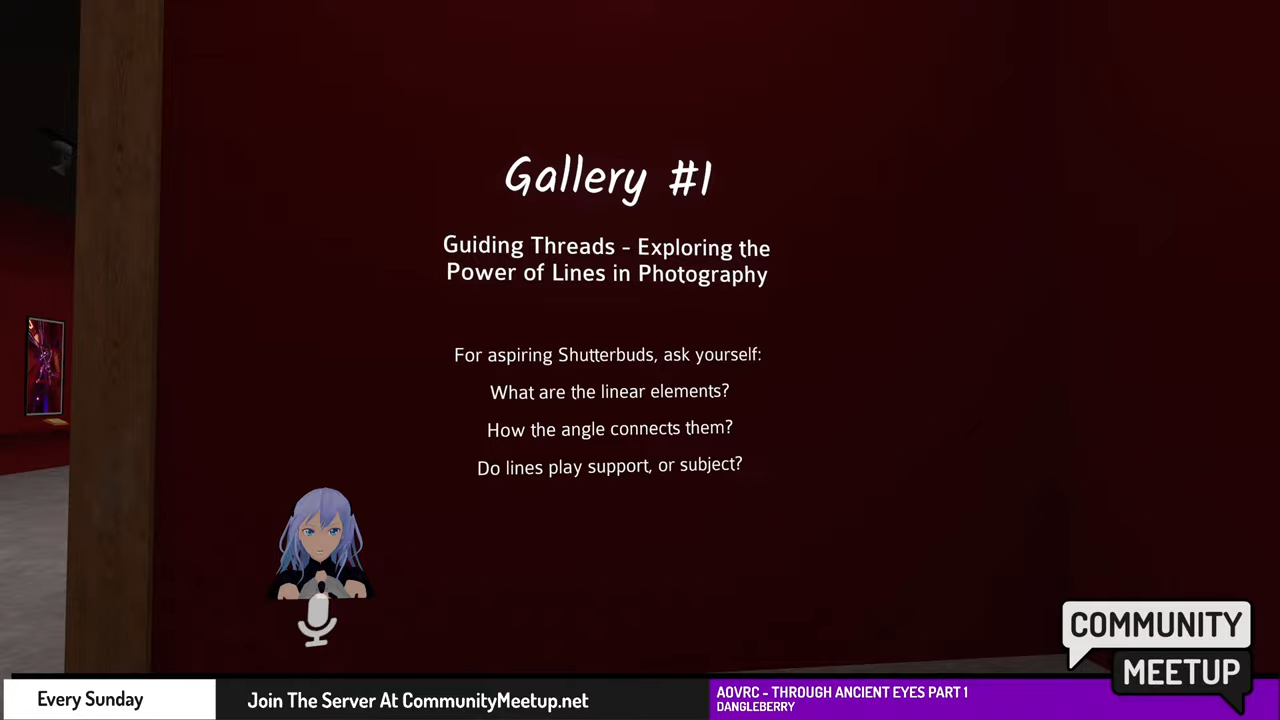 Gallery #1
Guiding Threads - Exploring the
Power of Lines in Photography
For aspiring Shutterbuds, ask yourself:
What are the linear elements?
How the angle connects them?
Do lines play support, or subject?
COMMUNITY
MEETUP
Every Sunday
Join The Server At CommunityMeetup.net
AOVRC - THROUGH ANCIENT EYES PART 1
DANGLEBERRY